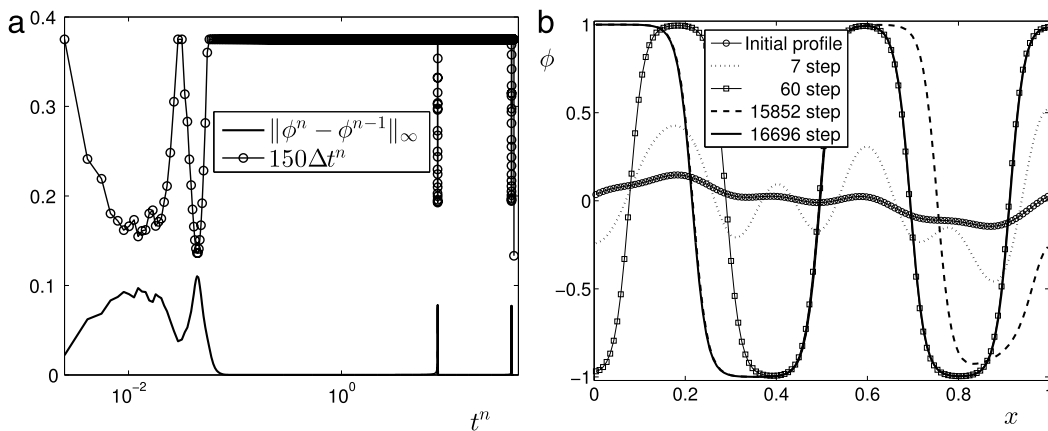 a
0.4
0.3
0.2
0.1
0
10⁻²
10⁰
tⁿ
‖ϕⁿ − ϕⁿ⁻¹‖∞
150Δtⁿ
b
1
ϕ
0.5
0
−0.5
−1
0
0.2
0.4
0.6
0.8
1
x
Initial profile
7 step
60 step
15852 step
16696 step